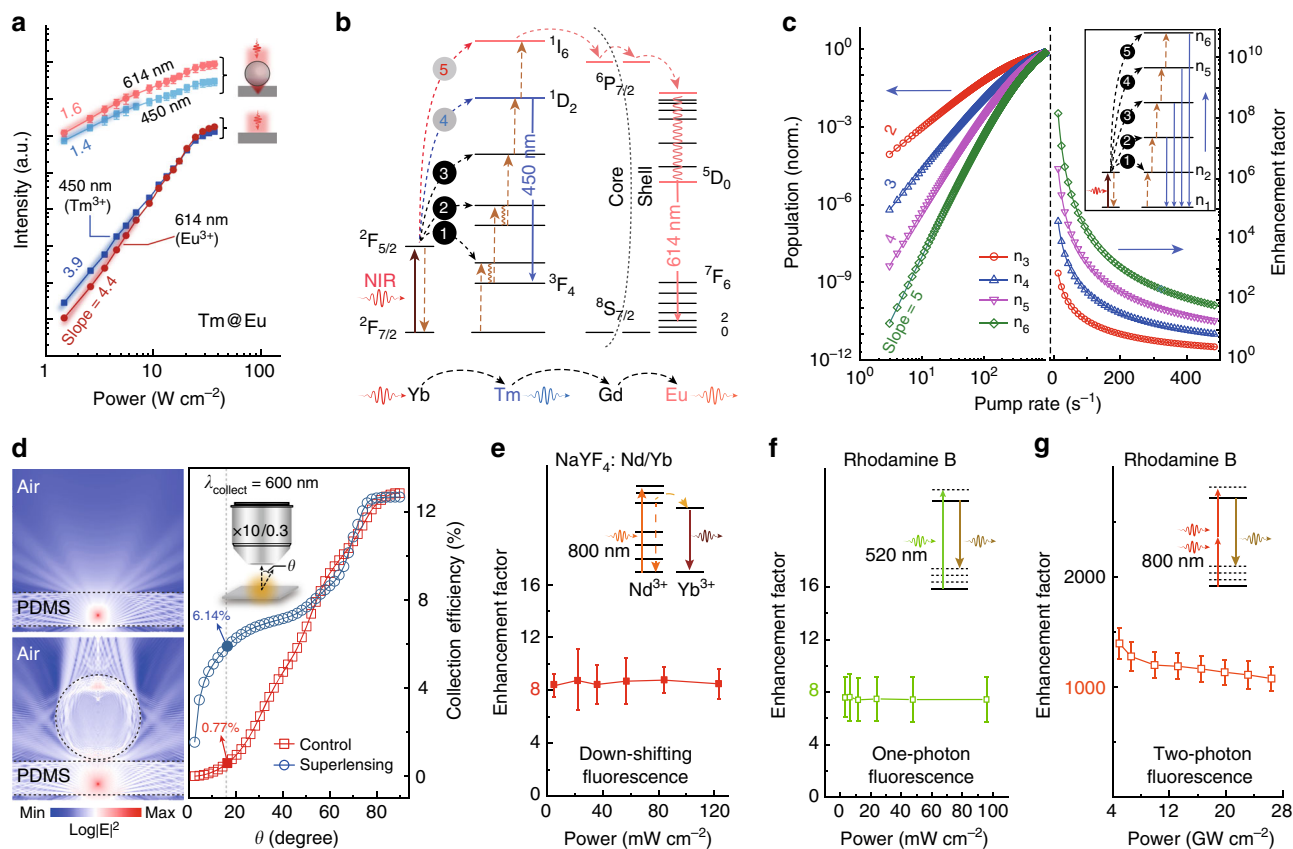 a
Intensity (a.u.)
614 nm
450 nm
1.6
1.4
450 nm
(Tm³⁺)
614 nm
(Eu³⁺)
3.9
Slope = 4.4
Tm@Eu
1
10
100
Power (W cm⁻²)
b
¹I₆
⁶P₇/₂
5
¹D₂
4
3
450 nm
Core
Shell
⁵D₀
2
²F₅/₂
1
614 nm
⁷F₆
NIR
³F₄
⁸S₇/₂
2
0
²F₇/₂
Yb
Tm
Gd
Eu
c
Population (norm.)
10⁰
10⁻³
10⁻⁶
10⁻⁹
10⁻¹²
2
3
4
Slope = 5
n₃
n₄
n₅
n₆
5
4
3
2
1
n₆
n₅
n₂
n₁
10¹⁰
10⁸
10⁶
10⁴
10²
10⁰
Enhancement factor
10⁰
10¹
10²
0
200
400
Pump rate (s⁻¹)
d
Air
PDMS
Air
PDMS
Min
Max
Log|E|²
λcollect = 600 nm
×10/0.3
θ
6.14%
0.77%
Control
Superlensing
12
8
4
0
Collection efficiency (%)
0
20
40
60
80
θ (degree)
e
NaYF₄: Nd/Yb
800 nm
Nd³⁺
Yb³⁺
Enhancement factor
16
12
8
4
0
Down-shifting
fluorescence
0
40
80
120
Power (mW cm⁻²)
f
Rhodamine B
520 nm
Enhancement factor
16
12
8
4
0
One-photon
fluorescence
0
20
40
60
80
100
Power (mW cm⁻²)
g
Rhodamine B
800 nm
Enhancement factor
2000
1000
0
Two-photon
fluorescence
4
12
20
28
Power (GW cm⁻²)